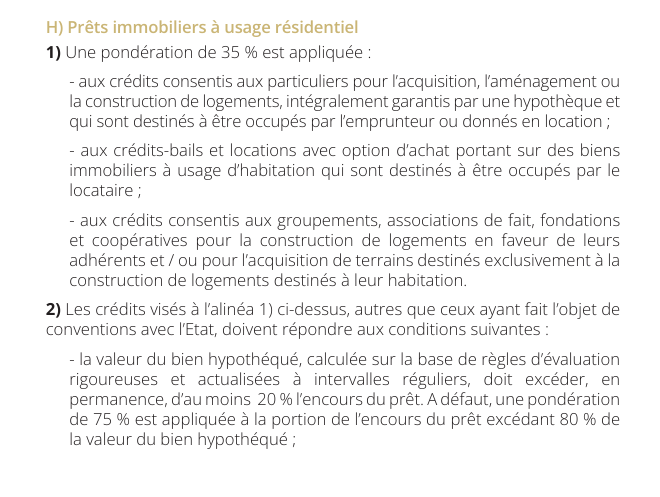 H) Prêts immobiliers à usage résidentiel
1) Une pondération de 35 % est appliquée :
- aux crédits consentis aux particuliers pour l’acquisition, l’aménagement ou
la construction de logements, intégralement garantis par une hypothèque et
qui sont destinés à être occupés par l’emprunteur ou donnés en location ;
- aux crédits-bails et locations avec option d’achat portant sur des biens
immobiliers à usage d’habitation qui sont destinés à être occupés par le
locataire ;
- aux crédits consentis aux groupements, associations de fait, fondations
et coopératives pour la construction de logements en faveur de leurs
adhérents et / ou pour l’acquisition de terrains destinés exclusivement à la
construction de logements destinés à leur habitation.
2) Les crédits visés à l’alinéa 1) ci-dessus, autres que ceux ayant fait l’objet de
conventions avec l’Etat, doivent répondre aux conditions suivantes :
- la valeur du bien hypothéqué, calculée sur la base de règles d’évaluation
rigoureuses et actualisées à intervalles réguliers, doit excéder, en
permanence, d’au moins 20 % l’encours du prêt. A défaut, une pondération
de 75 % est appliquée à la portion de l’encours du prêt excédant 80 % de
la valeur du bien hypothéqué ;